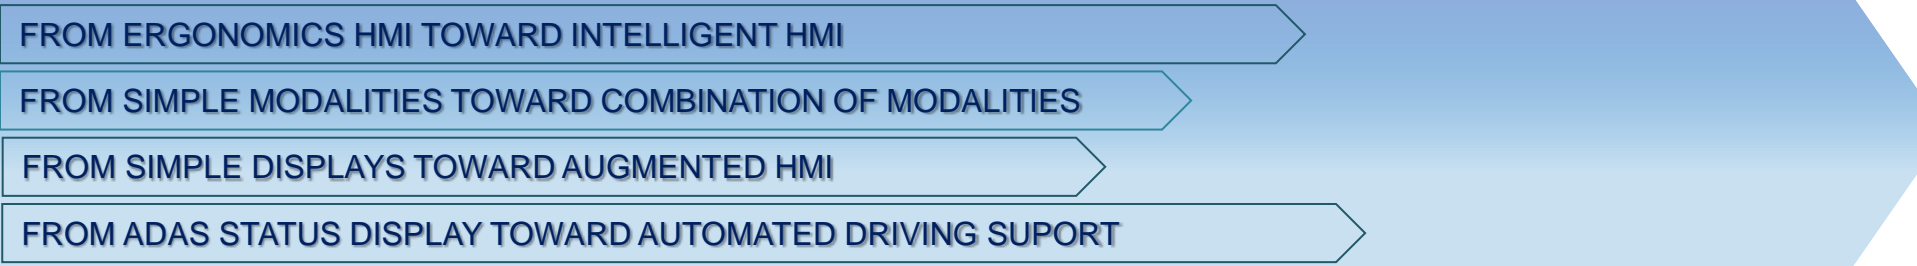 FROM ERGONOMICS HMI TOWARD INTELLIGENT HMI
FROM SIMPLE MODALITIES TOWARD COMBINATION OF MODALITIES
FROM SIMPLE DISPLAYS TOWARD AUGMENTED HMI
FROM ADAS STATUS DISPLAY TOWARD AUTOMATED DRIVING SUPORT